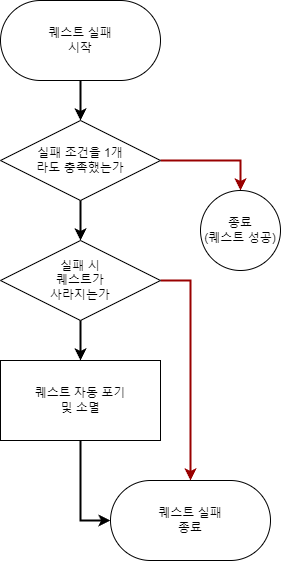 퀘스트 실패
시작
실패 조건을 1개
라도 충족했는가
종료
(퀘스트 성공)
실패 시
퀘스트가
사라지는가
퀘스트 자동 포기
및 소멸
퀘스트 실패
종료